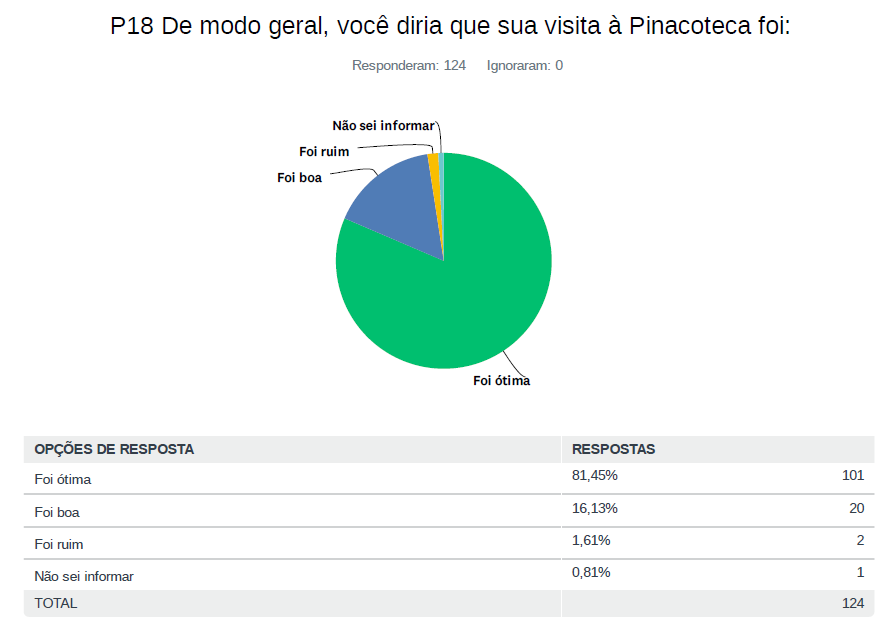 P18 De modo geral, você diria que sua visita à Pinacoteca foi:
Responderam: 124 Ignoraram: 0
Não sei informar
Foi ruim
Foi boa
Foi ótima
OPÇÕES DE RESPOSTA RESPOSTAS
Foi ótima 81,45% 101
Foi boa 16,13% 20
Foi ruim 1,61% 2
Não sei informar 0,81% 1
TOTAL 124